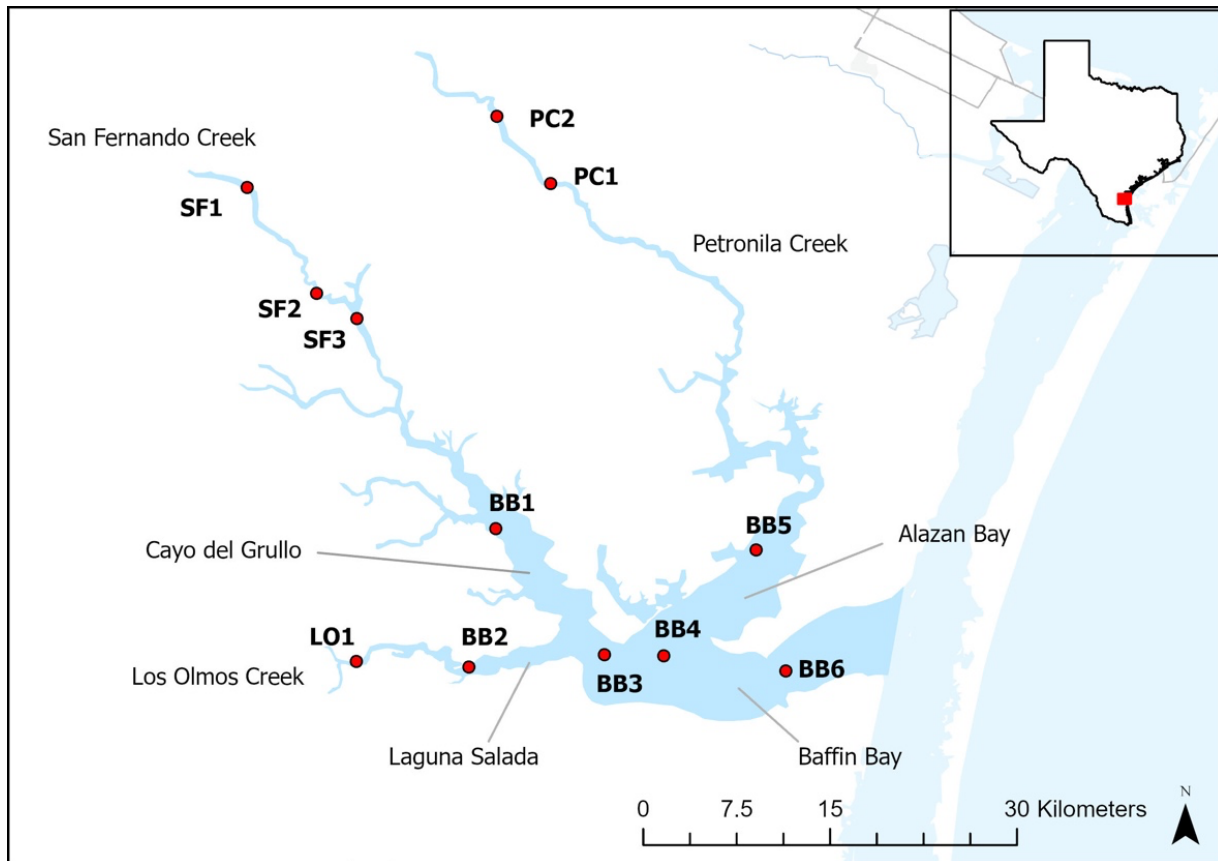 PC2
San Fernando Creek
PC1
SF1
Petronila Creek
SF2
SF3
BB1
BB5
Alazan Bay
Cayo del Grullo
LO1
BB2
BB4
Los Olmos Creek
BB3
BB6
Laguna Salada
Baffin Bay
0 7.5 15 30 Kilometers
N